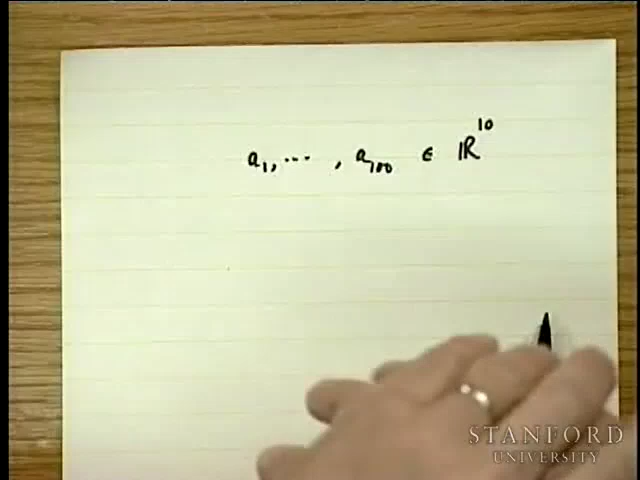 a₁, ⋯ , a₁₀₀ ∈ ℝ¹⁰
STANFORD
UNIVERSITY